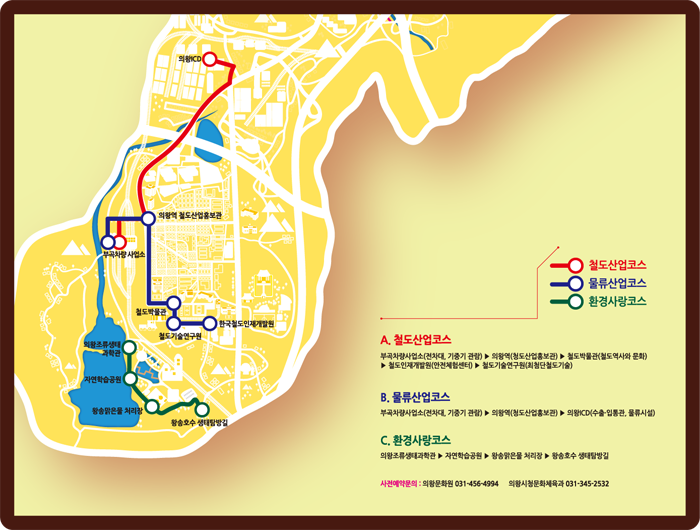 의왕ICD
의왕역 철도산업홍보관
부곡차량 사업소
철도박물관
한국철도인재개발원
철도기술연구원
의왕조류생태
과학관
자연학습공원
왕송맑은물 처리장
왕송호수 생태탐방길
철도산업코스
물류산업코스
환경사랑코스
A. 철도산업코스
부곡차량사업소(전차대, 기중기 관람) ▶ 의왕역(철도산업홍보관) ▶ 철도박물관(철도역사와 문화)
▶ 철도인재개발원(안전체험센터) ▶ 철도기술연구원(최첨단철도기술)
B. 물류산업코스
부곡차량사업소(전차대, 기중기 관람) ▶ 의왕역(철도산업홍보관) ▶ 의왕ICD(수출·입통관, 물류시설)
C. 환경사랑코스
의왕조류생태과학관 ▶ 자연학습공원 ▶ 왕송맑은물 처리장 ▶ 왕송호수 생태탐방길
사전예약문의 : 의왕문화원 031-456-4994 의왕시청문화체육과 031-345-2532